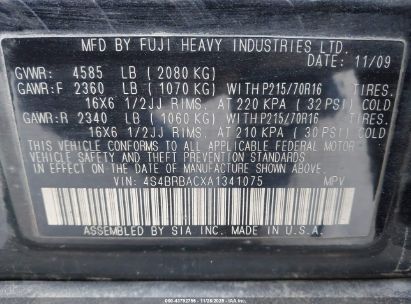 MFD BY FUJI HEAVY INDUSTRIES LTD.
DATE: 11/09
GVWR: 4585 LB (2080 KG)
GAWR:F 2360 LB (1070 KG) WITH P215/70R16 TIRES.
16X6 1/2JJ RIMS, AT 220 KPA (32 PSI) COLD
GAWR:R 2340 LB (1060 KG) WITH P215/70R16 TIRES.
16X6 1/2JJ RIMS, AT 210 KPA (30 PSI) COLD
THIS VEHICLE CONFORMS TO ALL APPLICABLE FEDERAL MOTOR
VEHICLE SAFETY, BUMPER, AND THEFT PREVENTION STANDARDS
IN EFFECT ON THE DATE OF MANUFACTURE SHOWN ABOVE.
VIN: 4S4BRBACXA1341075 MPV
ASSEMBLED BY SIA INC. MADE IN U.S.A.